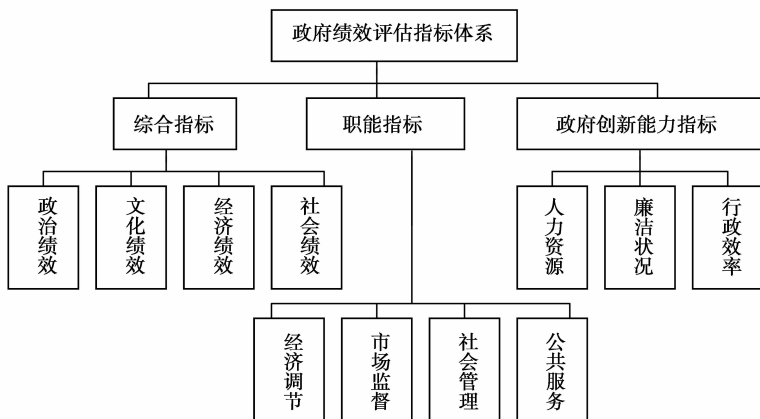 政府绩效评估指标体系
综合指标
职能指标
政府创新能力指标
政治绩效
文化绩效
经济绩效
社会绩效
人力资源
廉洁状况
行政效率
经济调节
市场监督
社会管理
公共服务